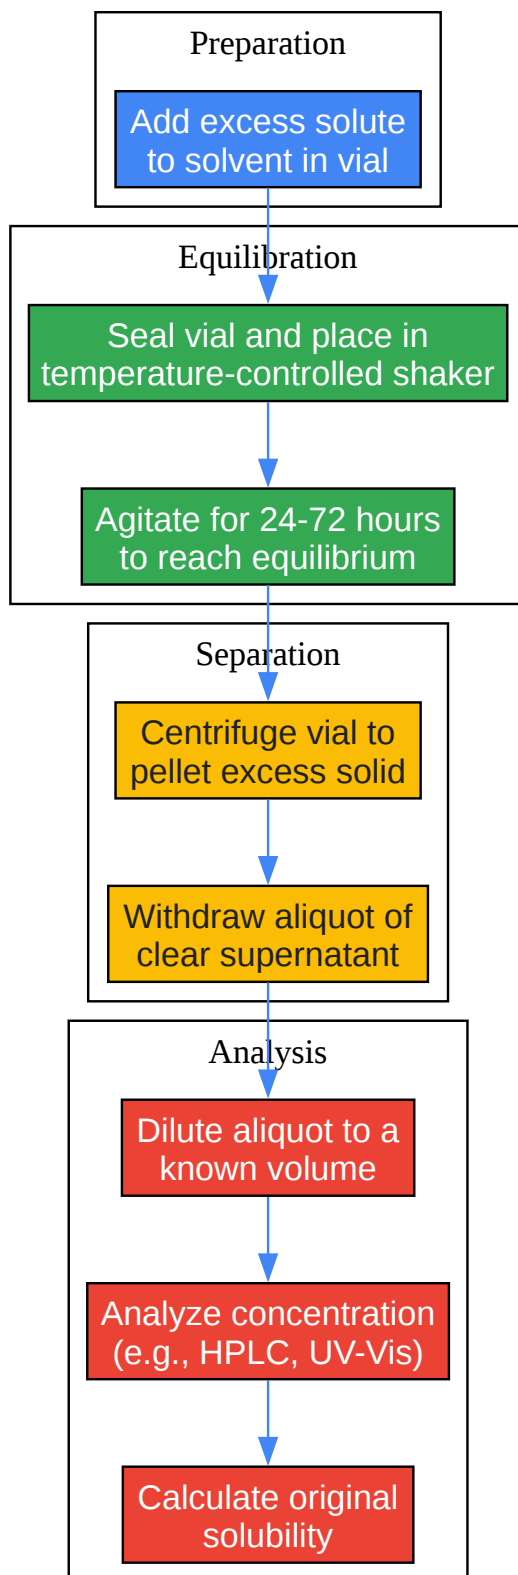 Preparation
Add excess solute
to solvent in vial
Equilibration
Seal vial and place in
temperature-controlled shaker
Agitate for 24-72 hours
to reach equilibrium
Separation
Centrifuge vial to
pellet excess solid
Withdraw aliquot of
clear supernatant
Analysis
Dilute aliquot to a
known volume
Analyze concentration
(e.g., HPLC, UV-Vis)
Calculate original
solubility